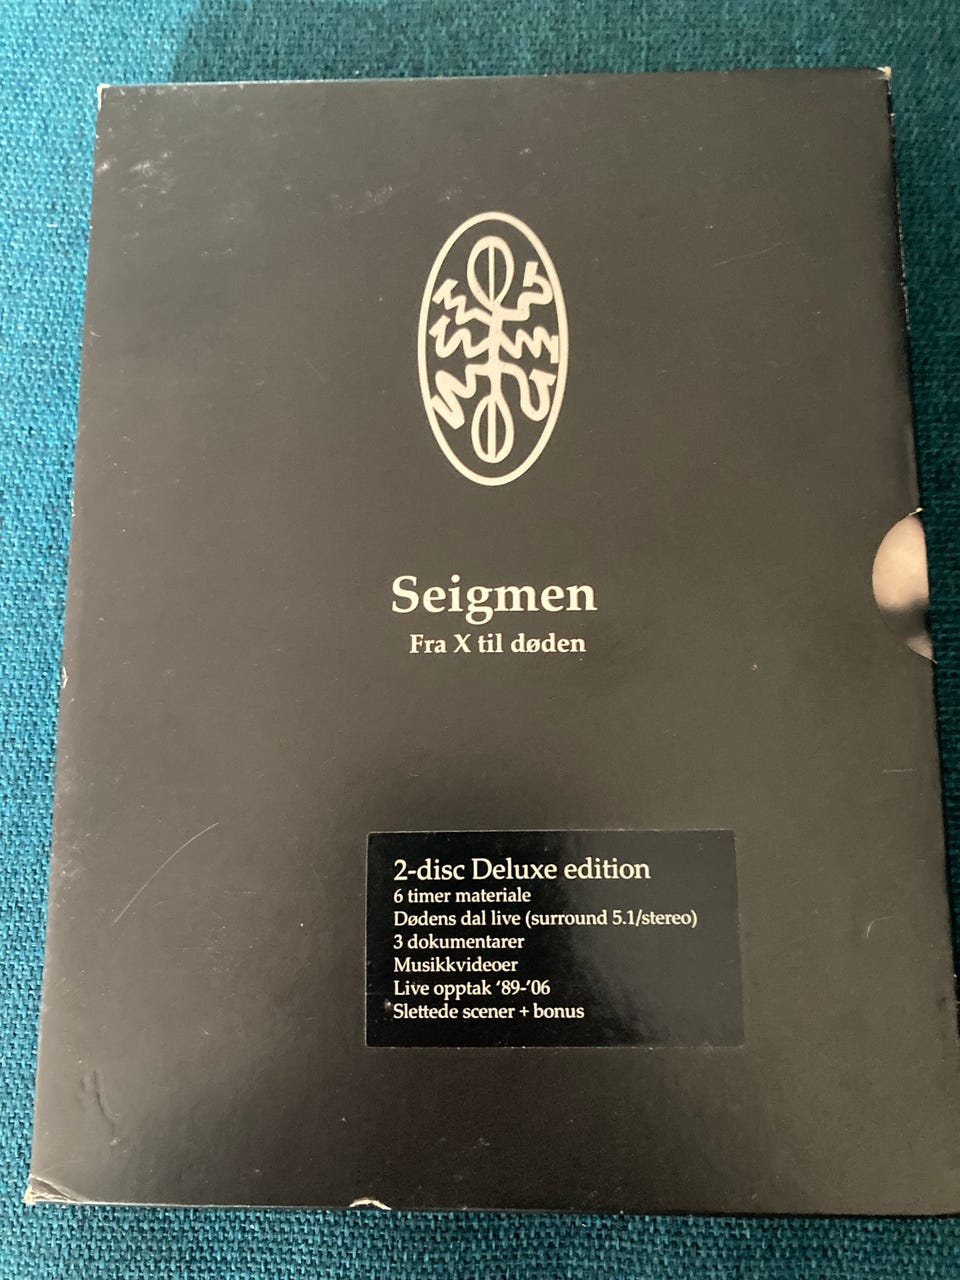 Seigmen
Fra X til døden
2-disc Deluxe edition
6 timer materiale
Dødens dal live (surround 5.1/stereo)
3 dokumentarer
Musikkvideoer
Live opptak ‘89-’06
Slettede scener + bonus